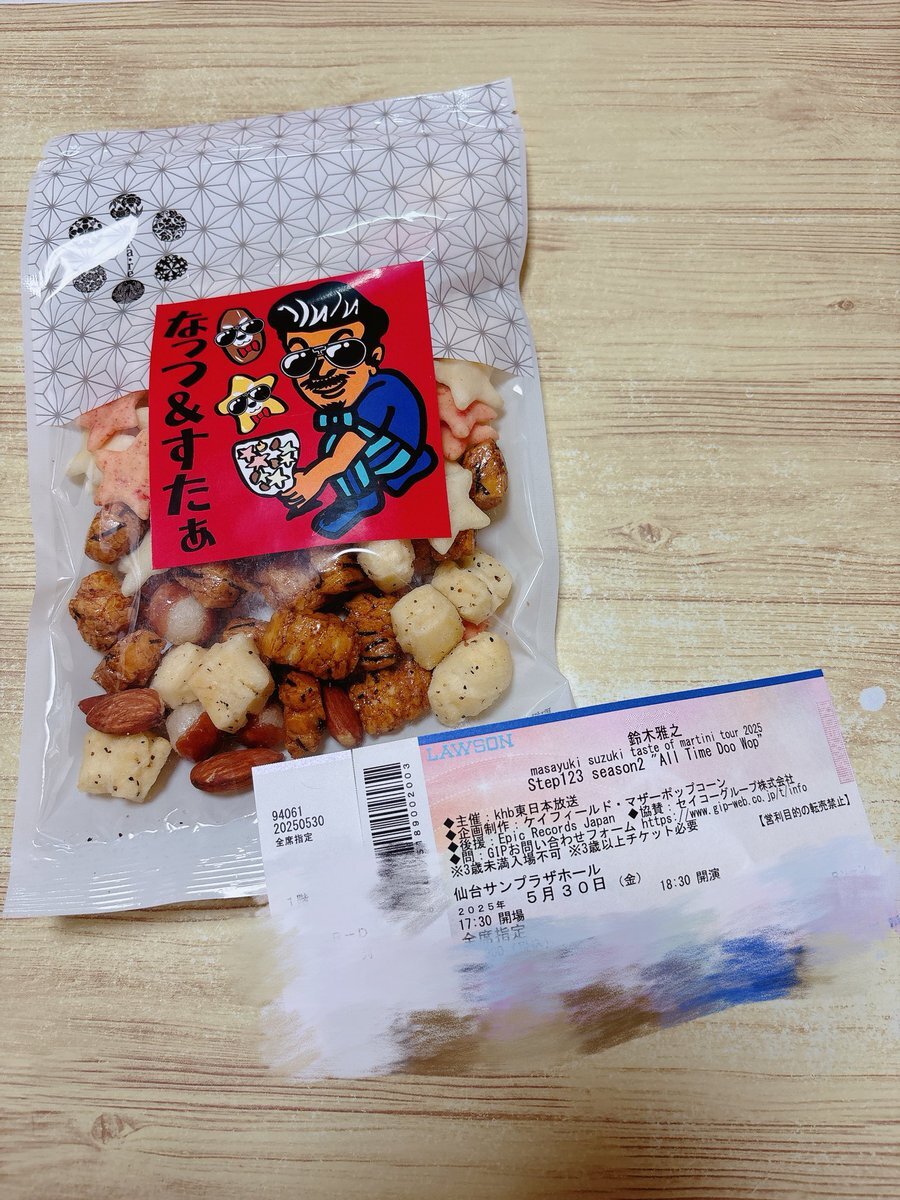 なっつ&すたぁ
LAWSON
鈴木雅之
masayuki suzuki taste of martini tour 2025
Step123 season2 "All Time Doo Wop"
◆主催：khb東日本放送
◆企画制作：ケイフィールド・マザーポップコーン
◆後援：Epic Records Japan ◆協賛：セイコーグループ株式会社
◆問：GIPお問い合わせフォーム https://www.gip-web.co.jp/t/info
※3歳未満入場不可 ※3歳以上チケット必要 【営利目的の転売禁止】
仙台サンプラザホール
2025年 5月30日（金） 18:30 開演
17:30 開場
全席指定
94061
20250530
全席指定